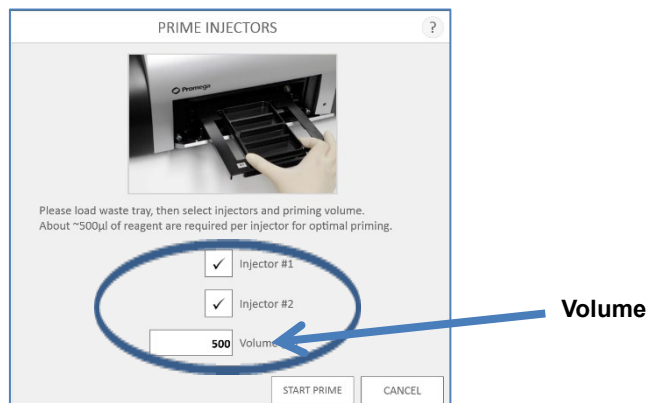 PRIME INJECTORS
?
Promega
Please load waste tray, then select injectors and priming volume.
About ~500µl of reagent are required per injector for optimal priming.
Injector #1
Injector #2
500 Volume
Volume
START PRIME CANCEL